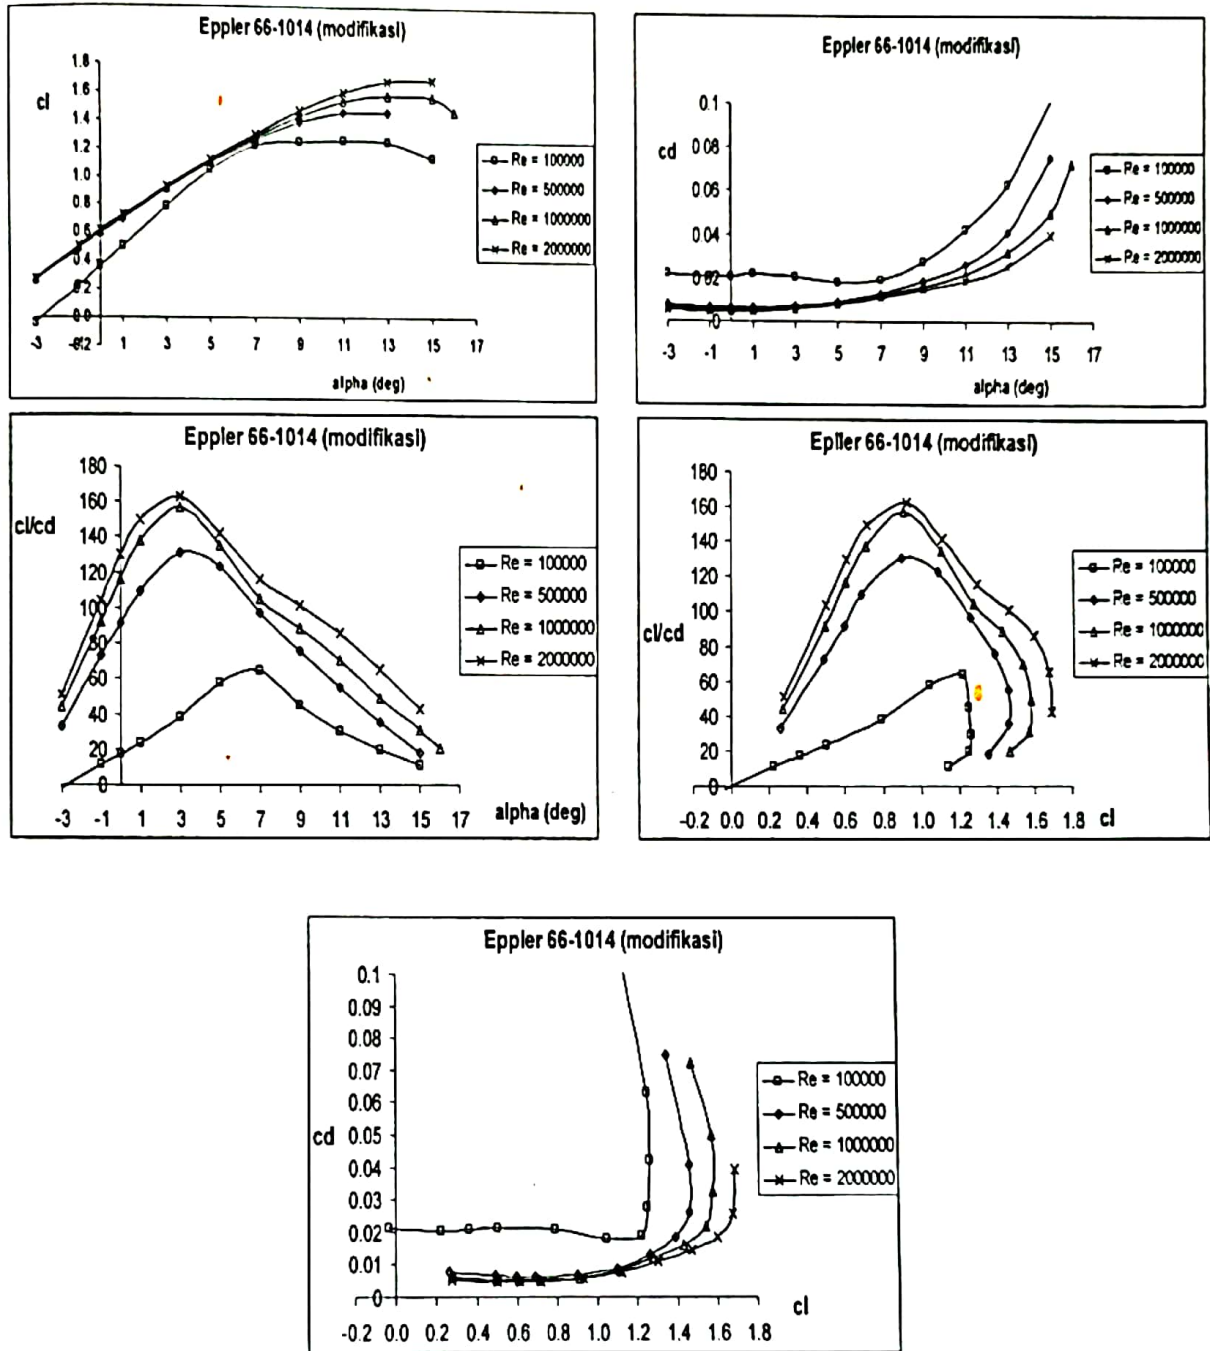 Eppler 66-1014 (modifikasi)
cl
1.8
1.6
1.4
1.2
1.0
0.8
0.6
0.4
0.2
0.0
-3 1 3 5 7 9 11 13 15 17
alpha (deg)
Re = 100000
Re = 500000
Re = 1000000
Re = 2000000
Eppler 66-1014 (modifikasi)
cd
0.1
0.08
0.06
0.04
0.02
0
-3 -1 1 3 5 7 9 11 13 15 17
alpha (deg)
Re = 100000
Re = 500000
Re = 1000000
Re = 2000000
Eppler 66-1014 (modifikasi)
cl/cd
180
160
140
120
100
80
60
40
20
0
-3 -1 1 3 5 7 9 11 13 15 17
alpha (deg)
Re = 100000
Re = 500000
Re = 1000000
Re = 2000000
Eppler 66-1014 (modifikasi)
cl/cd
180
160
140
120
100
80
60
40
20
0
-0.2 0.0 0.2 0.4 0.6 0.8 1.0 1.2 1.4 1.6 1.8
cl
Re = 100000
Re = 500000
Re = 1000000
Re = 2000000
Eppler 66-1014 (modifikasi)
cd
0.1
0.09
0.08
0.07
0.06
0.05
0.04
0.03
0.02
0.01
0
-0.2 0.0 0.2 0.4 0.6 0.8 1.0 1.2 1.4 1.6 1.8
cl
Re = 100000
Re = 500000
Re = 1000000
Re = 2000000